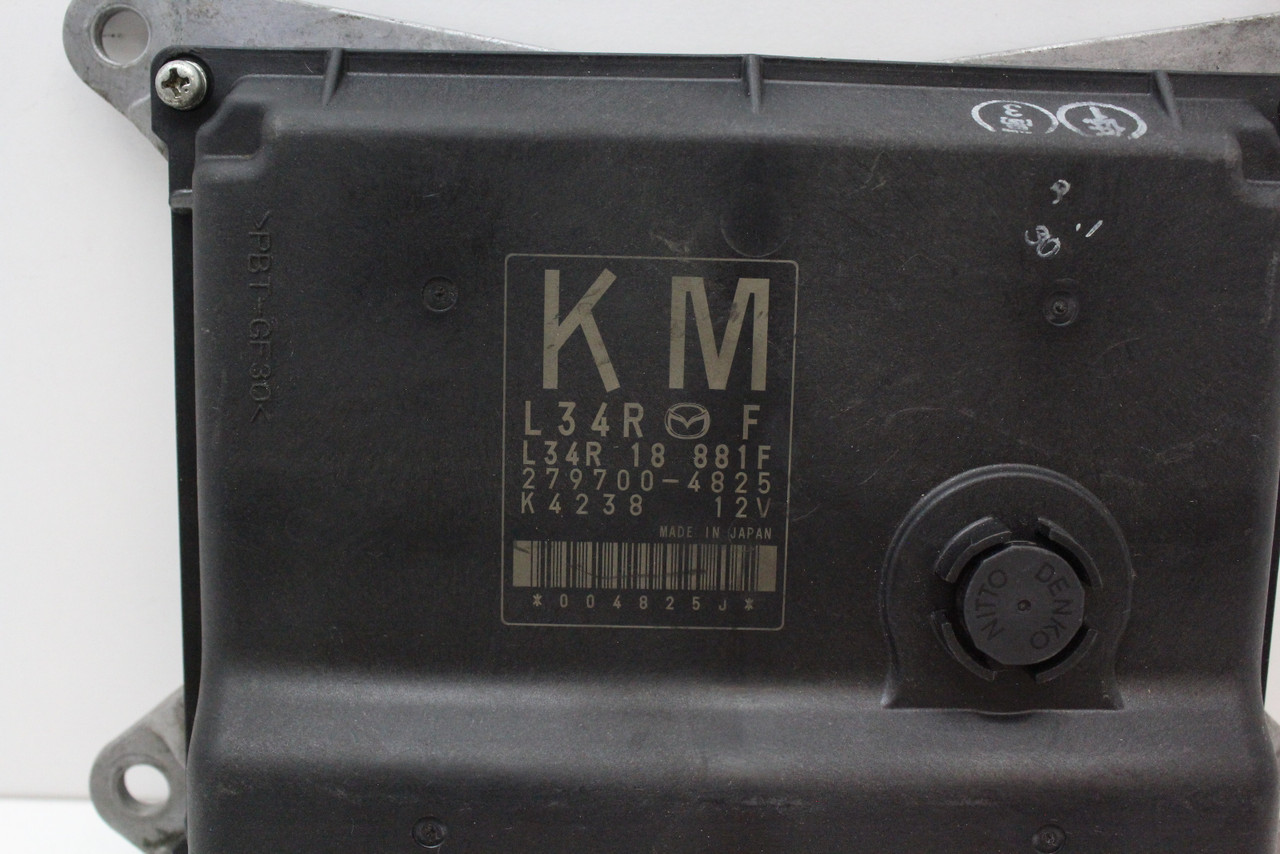 >PBT-GF30<
KM
L34R F
L34R 18 881F
279700-4825
K4238 12V
MADE IN JAPAN
*004825J*
NITTO DENKO